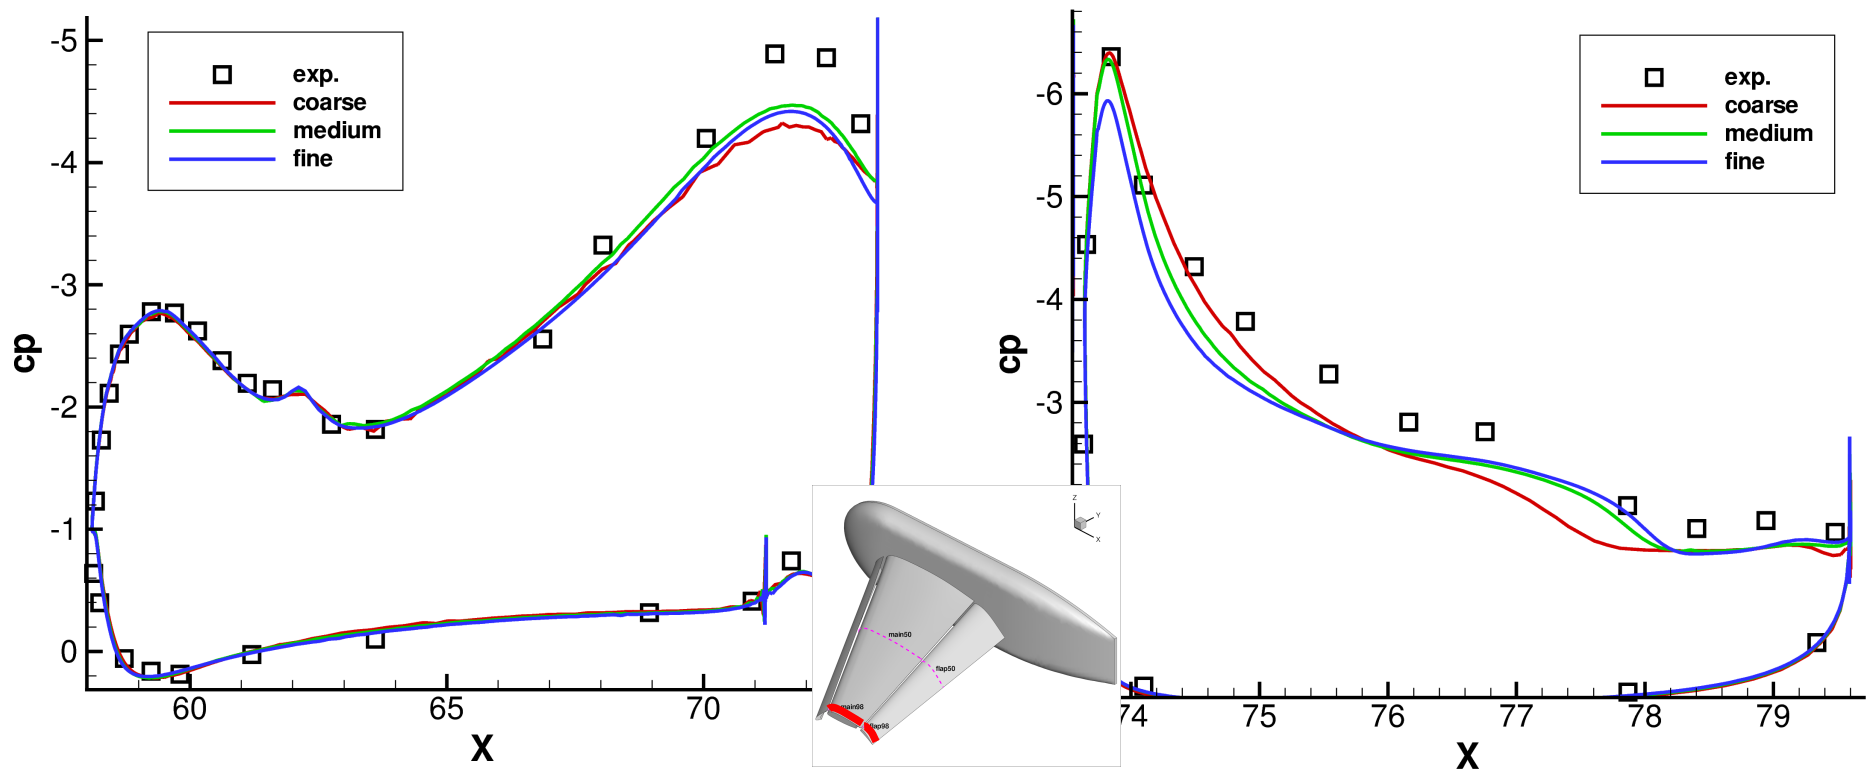 -5
-4
-3
-2
-1
0
cp
exp.
coarse
medium
fine
60
65
70
X
Z
Y
X
main50
flap50
main98
flap98
-6
-5
-4
-3
cp
exp.
coarse
medium
fine
74
75
76
77
78
79
X